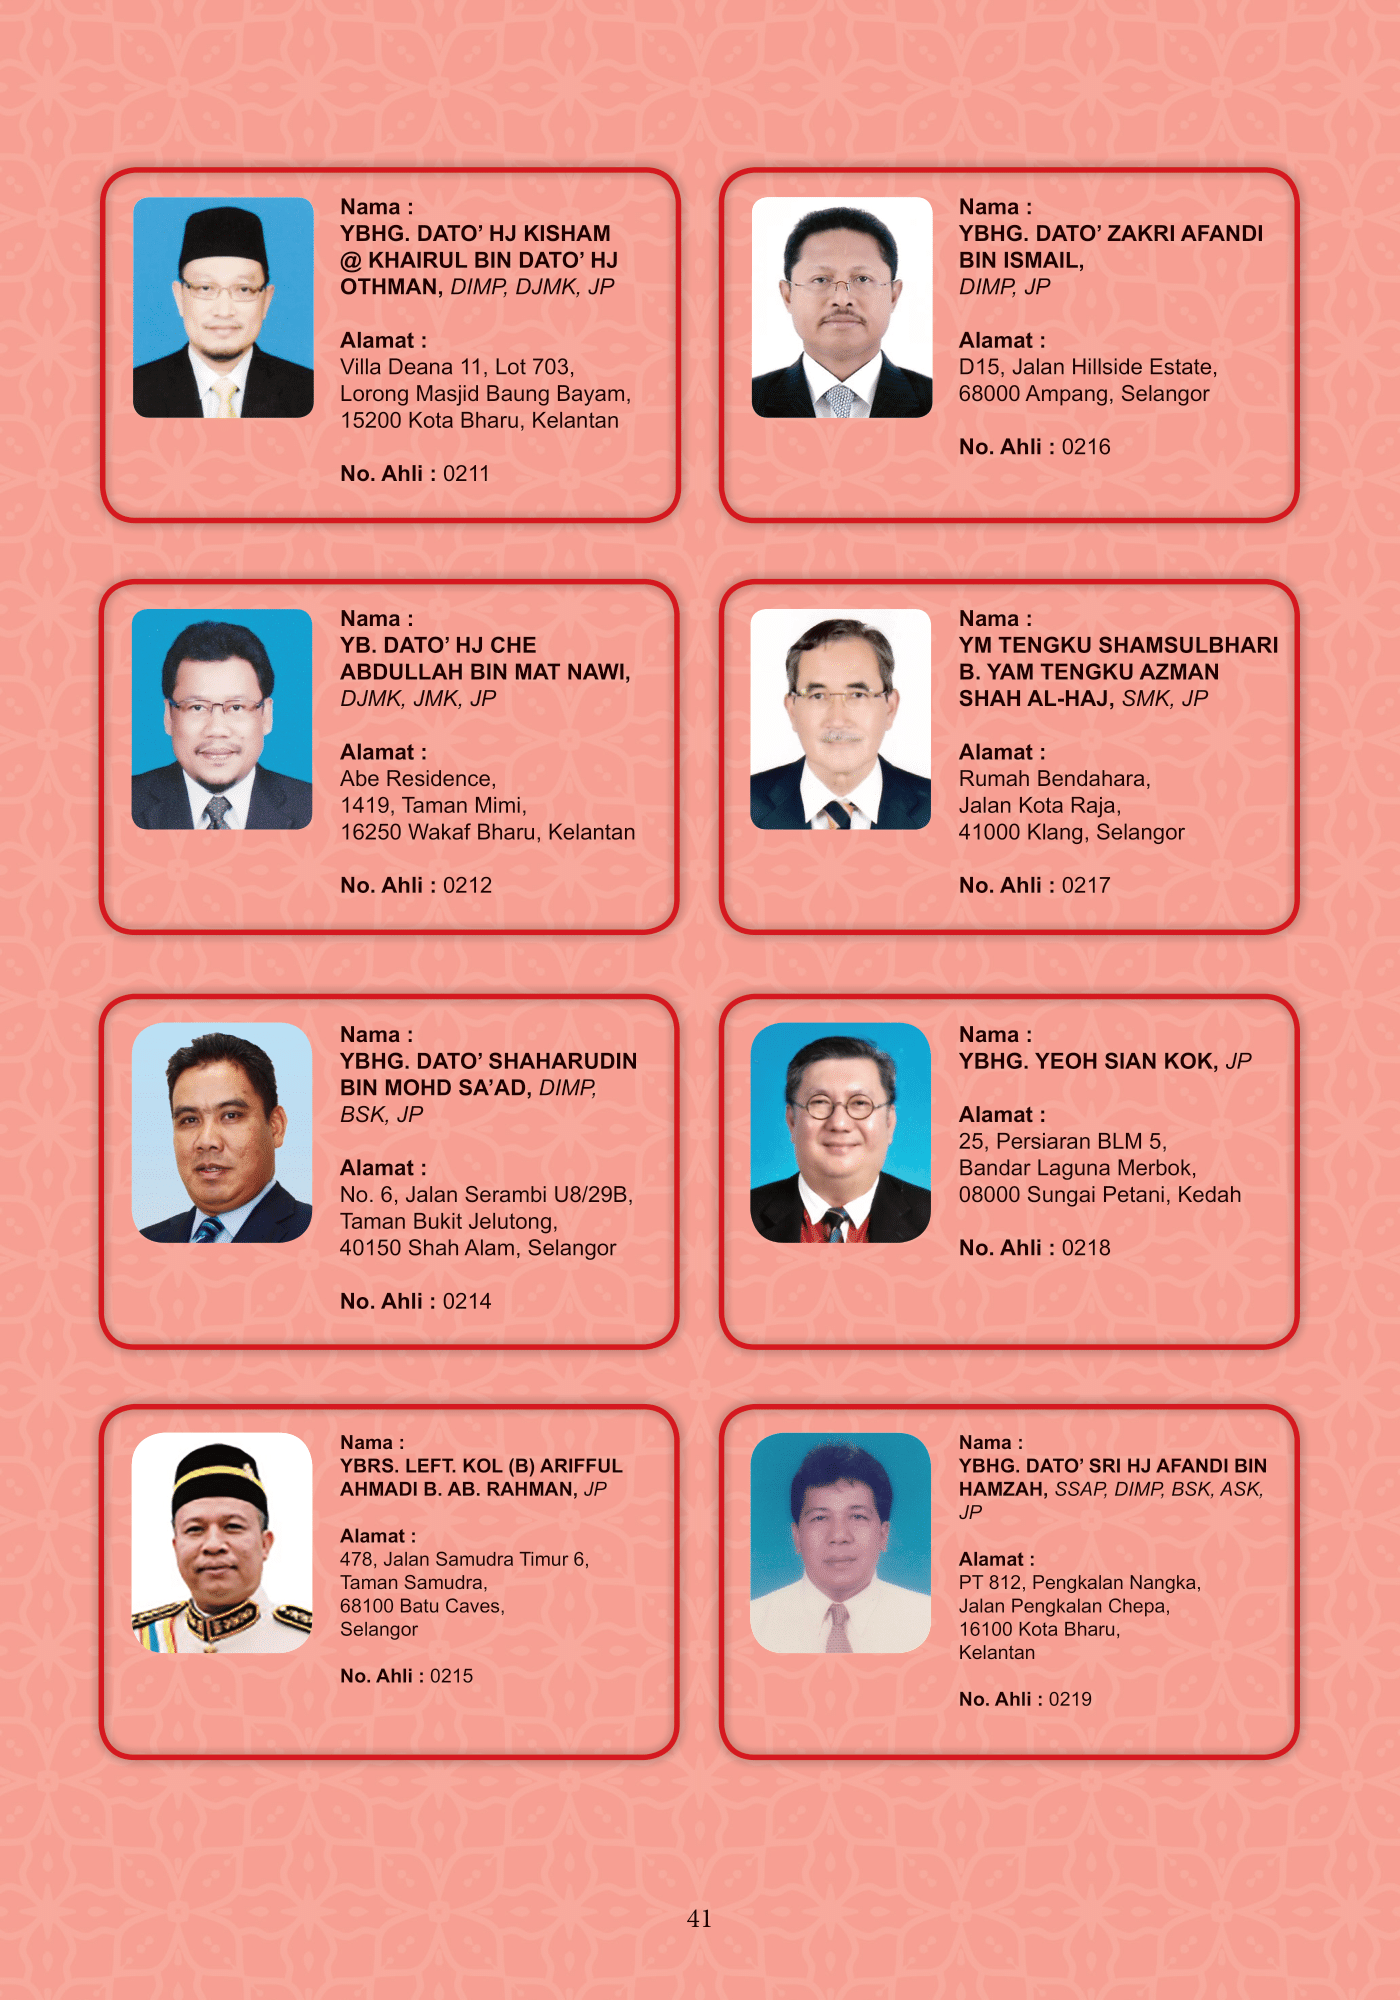 Nama :
YBHG. DATO’ HJ KISHAM
@ KHAIRUL BIN DATO’ HJ
OTHMAN, DIMP, DJMK, JP
Alamat :
Villa Deana 11, Lot 703,
Lorong Masjid Baung Bayam,
15200 Kota Bharu, Kelantan
No. Ahli : 0211
Nama :
YB. DATO’ HJ CHE
ABDULLAH BIN MAT NAWI,
DJMK, JMK, JP
Alamat :
Abe Residence,
1419, Taman Mimi,
16250 Wakaf Bharu, Kelantan
No. Ahli : 0212
Nama :
YBHG. DATO’ SHAHARUDIN
BIN MOHD SA’AD, DIMP,
BSK, JP
Alamat :
No. 6, Jalan Serambi U8/29B,
Taman Bukit Jelutong,
40150 Shah Alam, Selangor
No. Ahli : 0214
Nama :
YBRS. LEFT. KOL (B) ARIFFUL
AHMADI B. AB. RAHMAN, JP
Alamat :
478, Jalan Samudra Timur 6,
Taman Samudra,
68100 Batu Caves,
Selangor
No. Ahli : 0215
Nama :
YBHG. DATO’ ZAKRI AFANDI
BIN ISMAIL,
DIMP, JP
Alamat :
D15, Jalan Hillside Estate,
68000 Ampang, Selangor
No. Ahli : 0216
Nama :
YM TENGKU SHAMSULBHARI
B. YAM TENGKU AZMAN
SHAH AL-HAJ, SMK, JP
Alamat :
Rumah Bendahara,
Jalan Kota Raja,
41000 Klang, Selangor
No. Ahli : 0217
Nama :
YBHG. YEOH SIAN KOK, JP
Alamat :
25, Persiaran BLM 5,
Bandar Laguna Merbok,
08000 Sungai Petani, Kedah
No. Ahli : 0218
Nama :
YBHG. DATO’ SRI HJ AFANDI BIN
HAMZAH, SSAP, DIMP, BSK, ASK,
JP
Alamat :
PT 812, Pengkalan Nangka,
Jalan Pengkalan Chepa,
16100 Kota Bharu,
Kelantan
No. Ahli : 0219
41